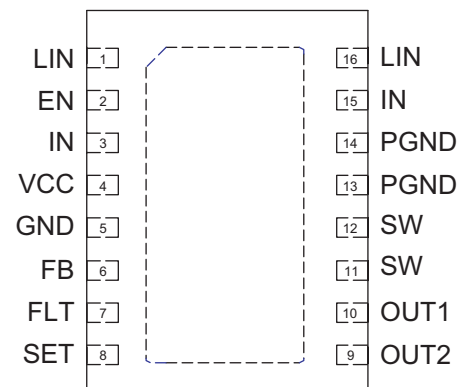 LIN 1 16 LIN
EN 2 15 IN
IN 3 14 PGND
VCC 4 13 PGND
GND 5 12 SW
FB 6 11 SW
FLT 7 10 OUT1
SET 8 9 OUT2